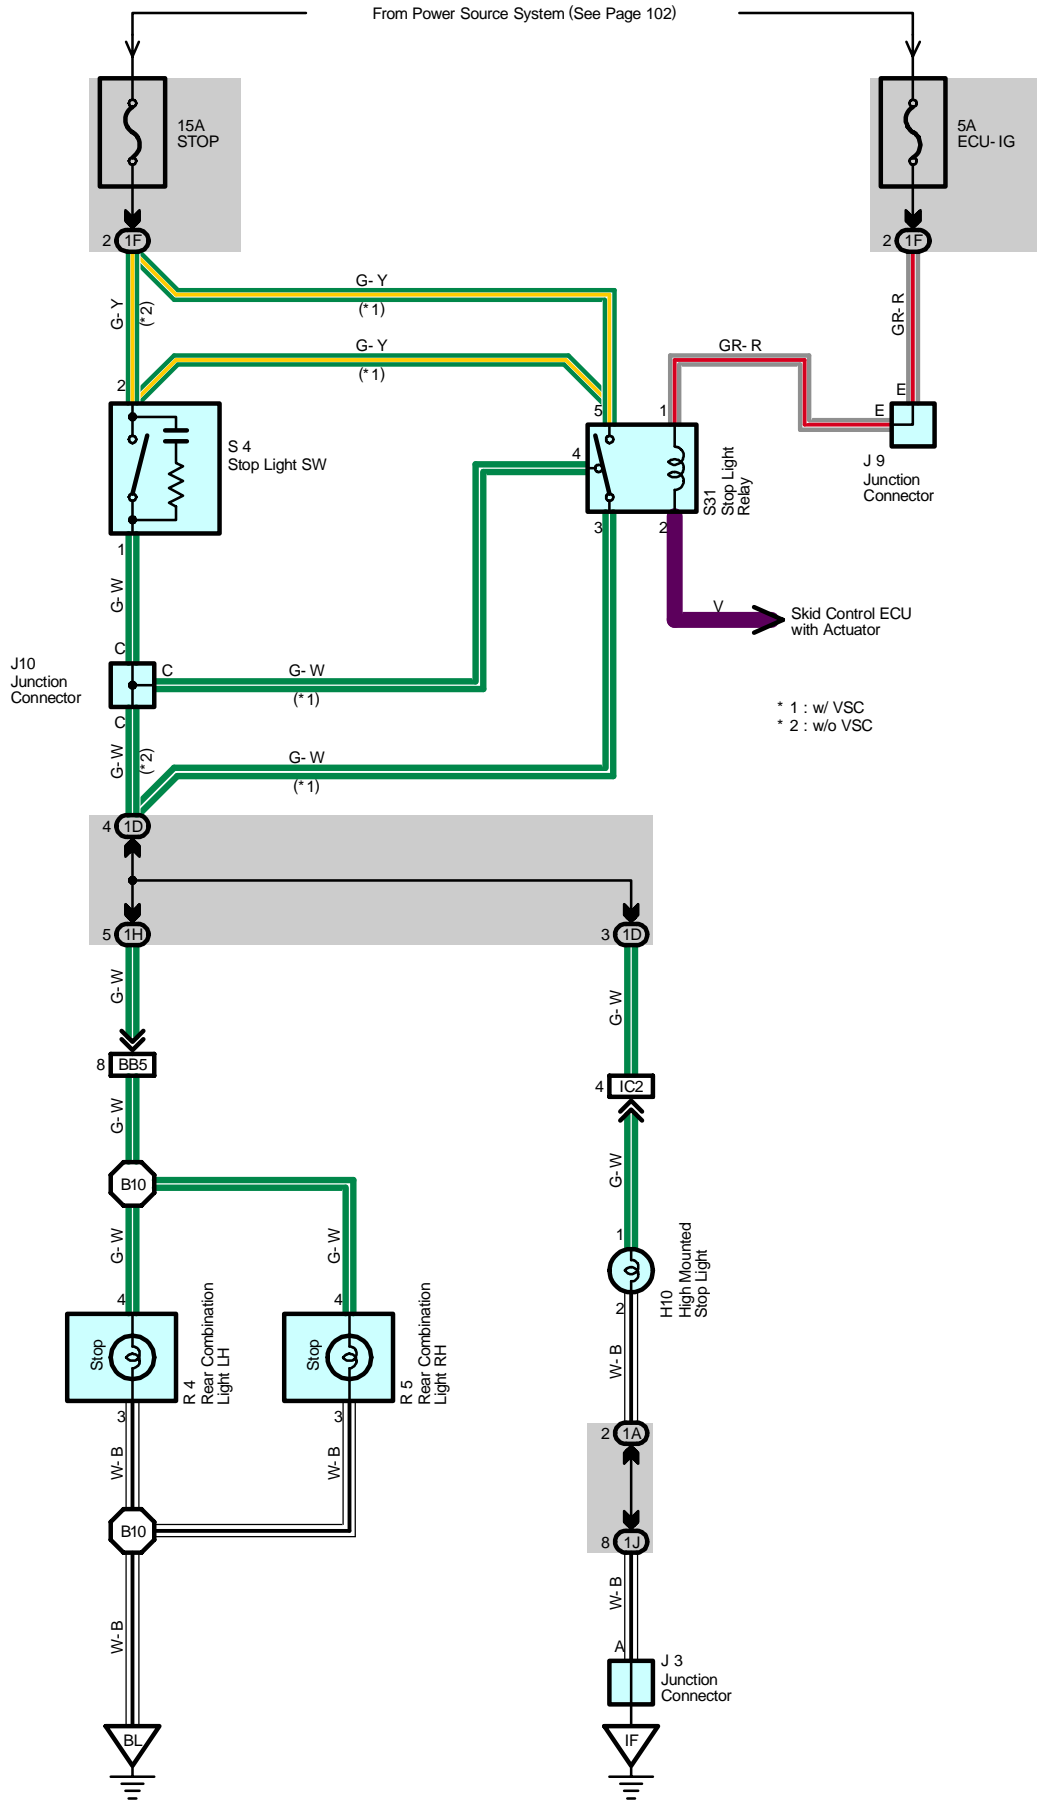 From Power Source System (See Page 102)
15A
STOP
5A
ECU- IG
2
1F
2
1F
G- Y
(* 1)
G- Y
(* 2)
GR- R
G- Y
(* 1)
GR- R
2
5
1
E
E
S 4
Stop Light SW
4
J 9
Junction
Connector
S31
Stop Light
Relay
1
3
2
G- W
V
Skid Control ECU
with Actuator
C
J10
Junction
Connector
C
G- W
(* 1)
* 1 : w/ VSC
* 2 : w/o VSC
C
G- W
(* 2)
G- W
(* 1)
4
1D
5
1H
3
1D
G- W
G- W
8
BB5
4
IC2
G- W
G- W
B10
G- W
G- W
1
H10
High Mounted
Stop Light
4
4
2
Stop
R 4
Rear Combination
Light LH
Stop
R 5
Rear Combination
Light RH
W- B
3
3
2
1A
W- B
W- B
B10
8
1J
W- B
W- B
A
J 3
Junction
Connector
BL
IF